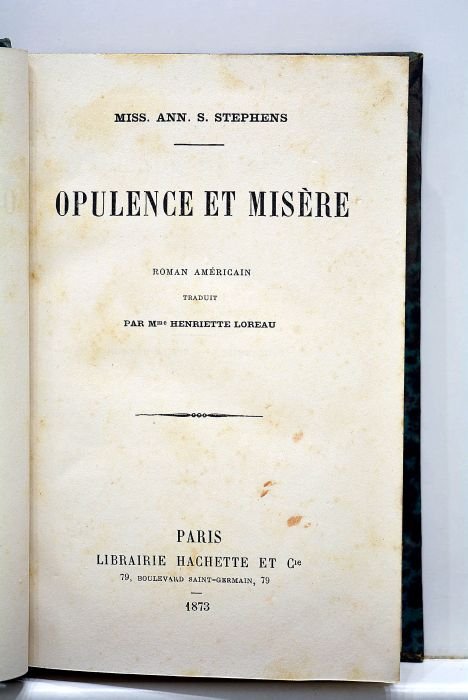 MISS. ANN. S. STEPHENS
OPULENCE ET MISÈRE
ROMAN AMÉRICAIN
TRADUIT
PAR Mme HENRIETTE LOREAU
PARIS
LIBRAIRIE HACHETTE ET Cie
79, BOULEVARD SAINT-GERMAIN, 79
1873